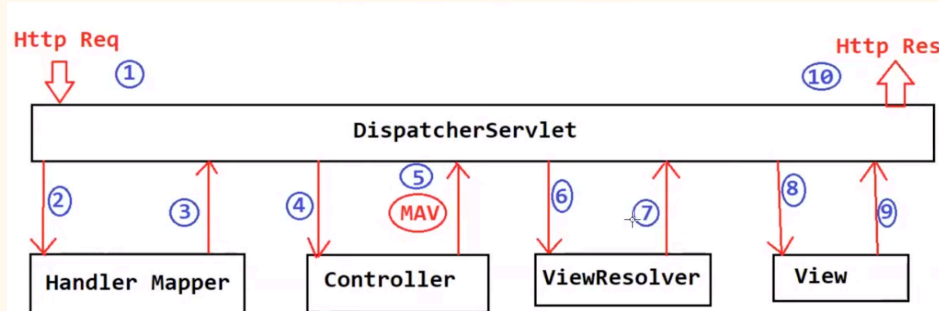 Http Req
Http Res
1
10
DispatcherServlet
2
3
4
5
MAV
6
7
8
9
Handler Mapper
Controller
ViewResolver
View